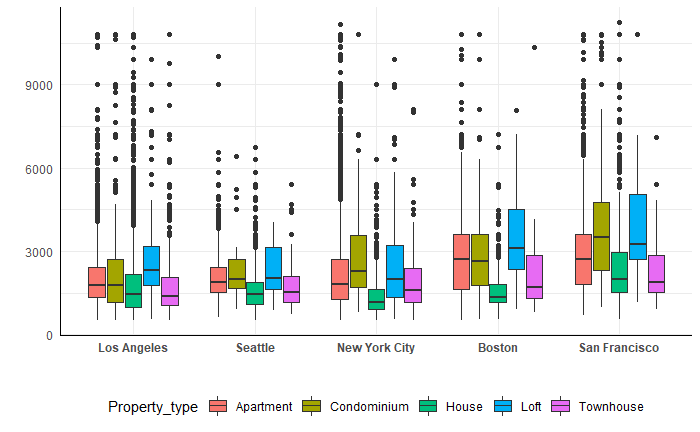 9000
6000
3000
0
Los Angeles Seattle New York City Boston San Francisco
Property_type Apartment Condominium House Loft Townhouse